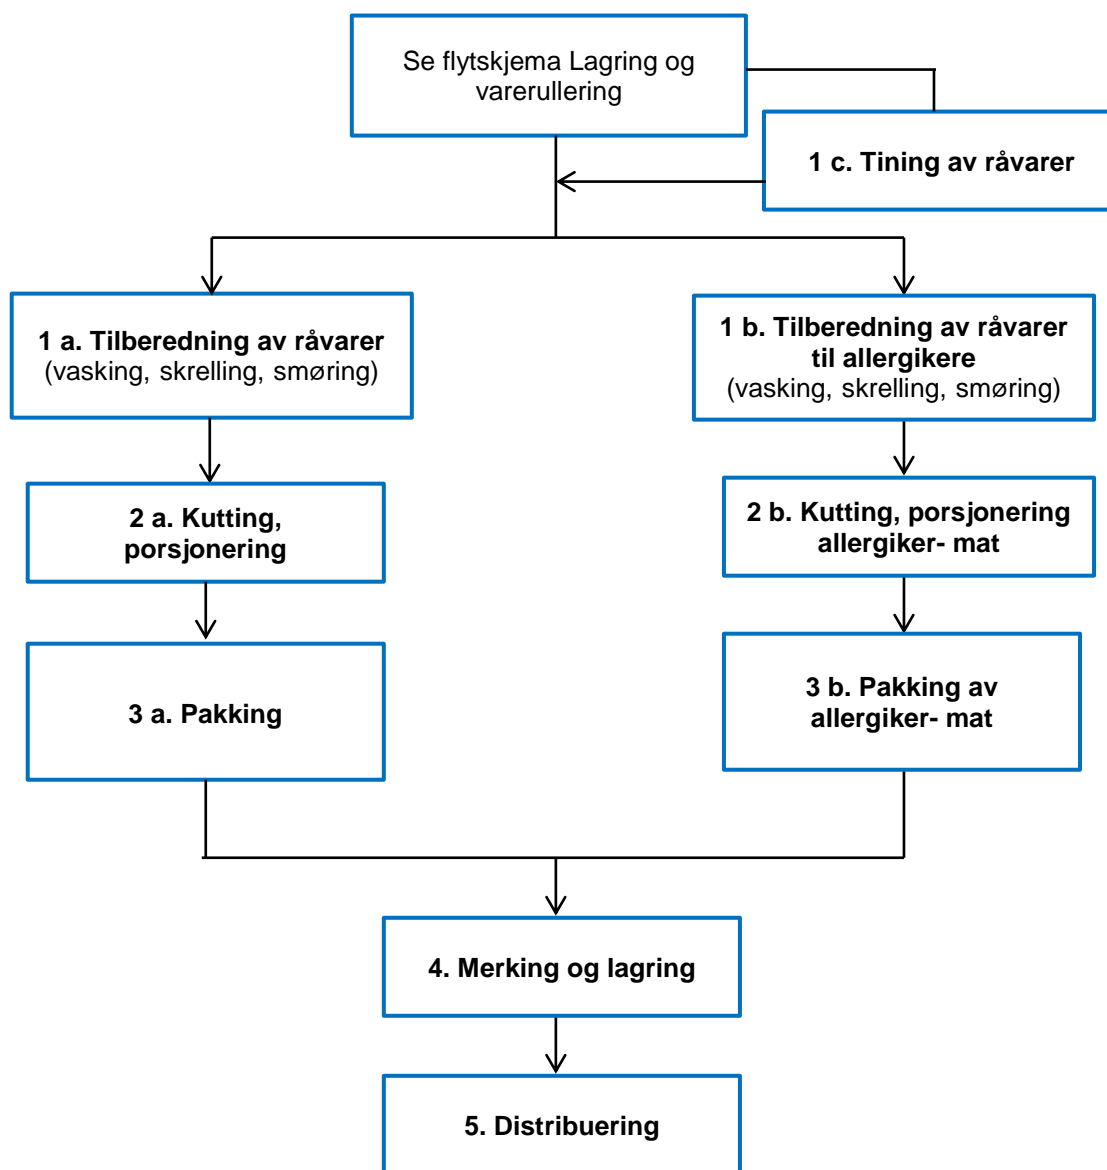 Se flytskjema Lagring og
varerullering
1 c. Tining av råvarer
1 a. Tilberedning av råvarer
(vasking, skrelling, smøring)
1 b. Tilberedning av råvarer
til allergikere
(vasking, skrelling, smøring)
2 a. Kutting,
porsjonering
2 b. Kutting, porsjonering
allergiker- mat
3 a. Pakking
3 b. Pakking av
allergiker- mat
4. Merking og lagring
5. Distribuering